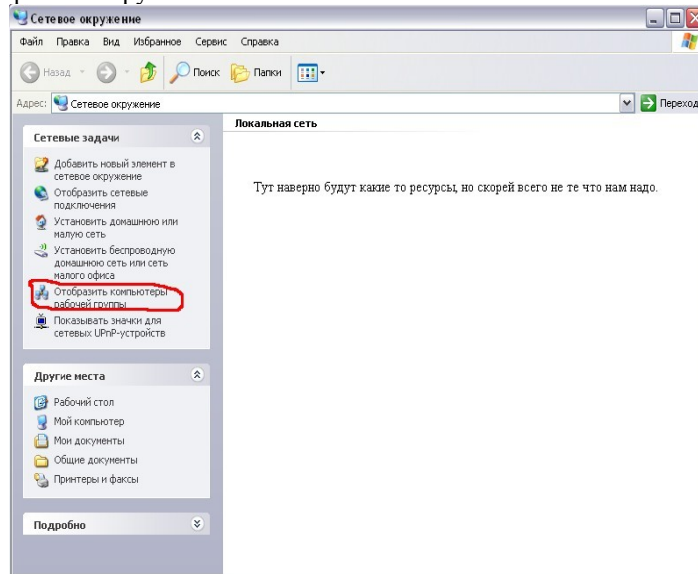 Сетевое окружение
Файл Правка Вид Избранное Сервис Справка
Назад Поиск Папки
Адрес: Сетевое окружение Переход
Локальная сеть
Сетевые задачи
Добавить новый элемент в
сетевое окружение
Отобразить сетевые
подключения
Установить домашнюю или
малую сеть
Установить беспроводную
домашнюю сеть или сеть
малого офиса
Отобразить компьютеры
рабочей группы
Показывать значки для
сетевых UPnP-устройств
Тут наверно будут какие то ресурсы, но скорей всего не те что нам надо.
Другие места
Рабочий стол
Мой компьютер
Мои документы
Общие документы
Принтеры и факсы
Подробно